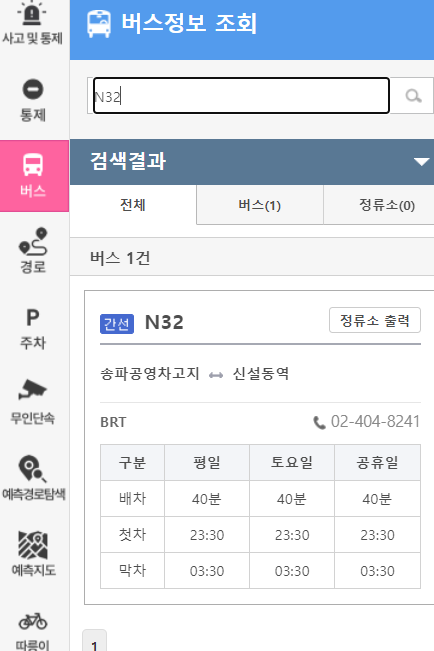 사고 및 통제
통제
버스
경로
P
주차
무인단속
예측경로탐색
예측지도
따릉이
버스정보 조회
N32
검색결과
전체 버스(1) 정류소(0)
버스 1건
간선 N32 정류소 출력
송파공영차고지 신설동역
BRT 02-404-8241
구분 평일 토요일 공휴일
배차 40분 40분 40분
첫차 23:30 23:30 23:30
막차 03:30 03:30 03:30
1